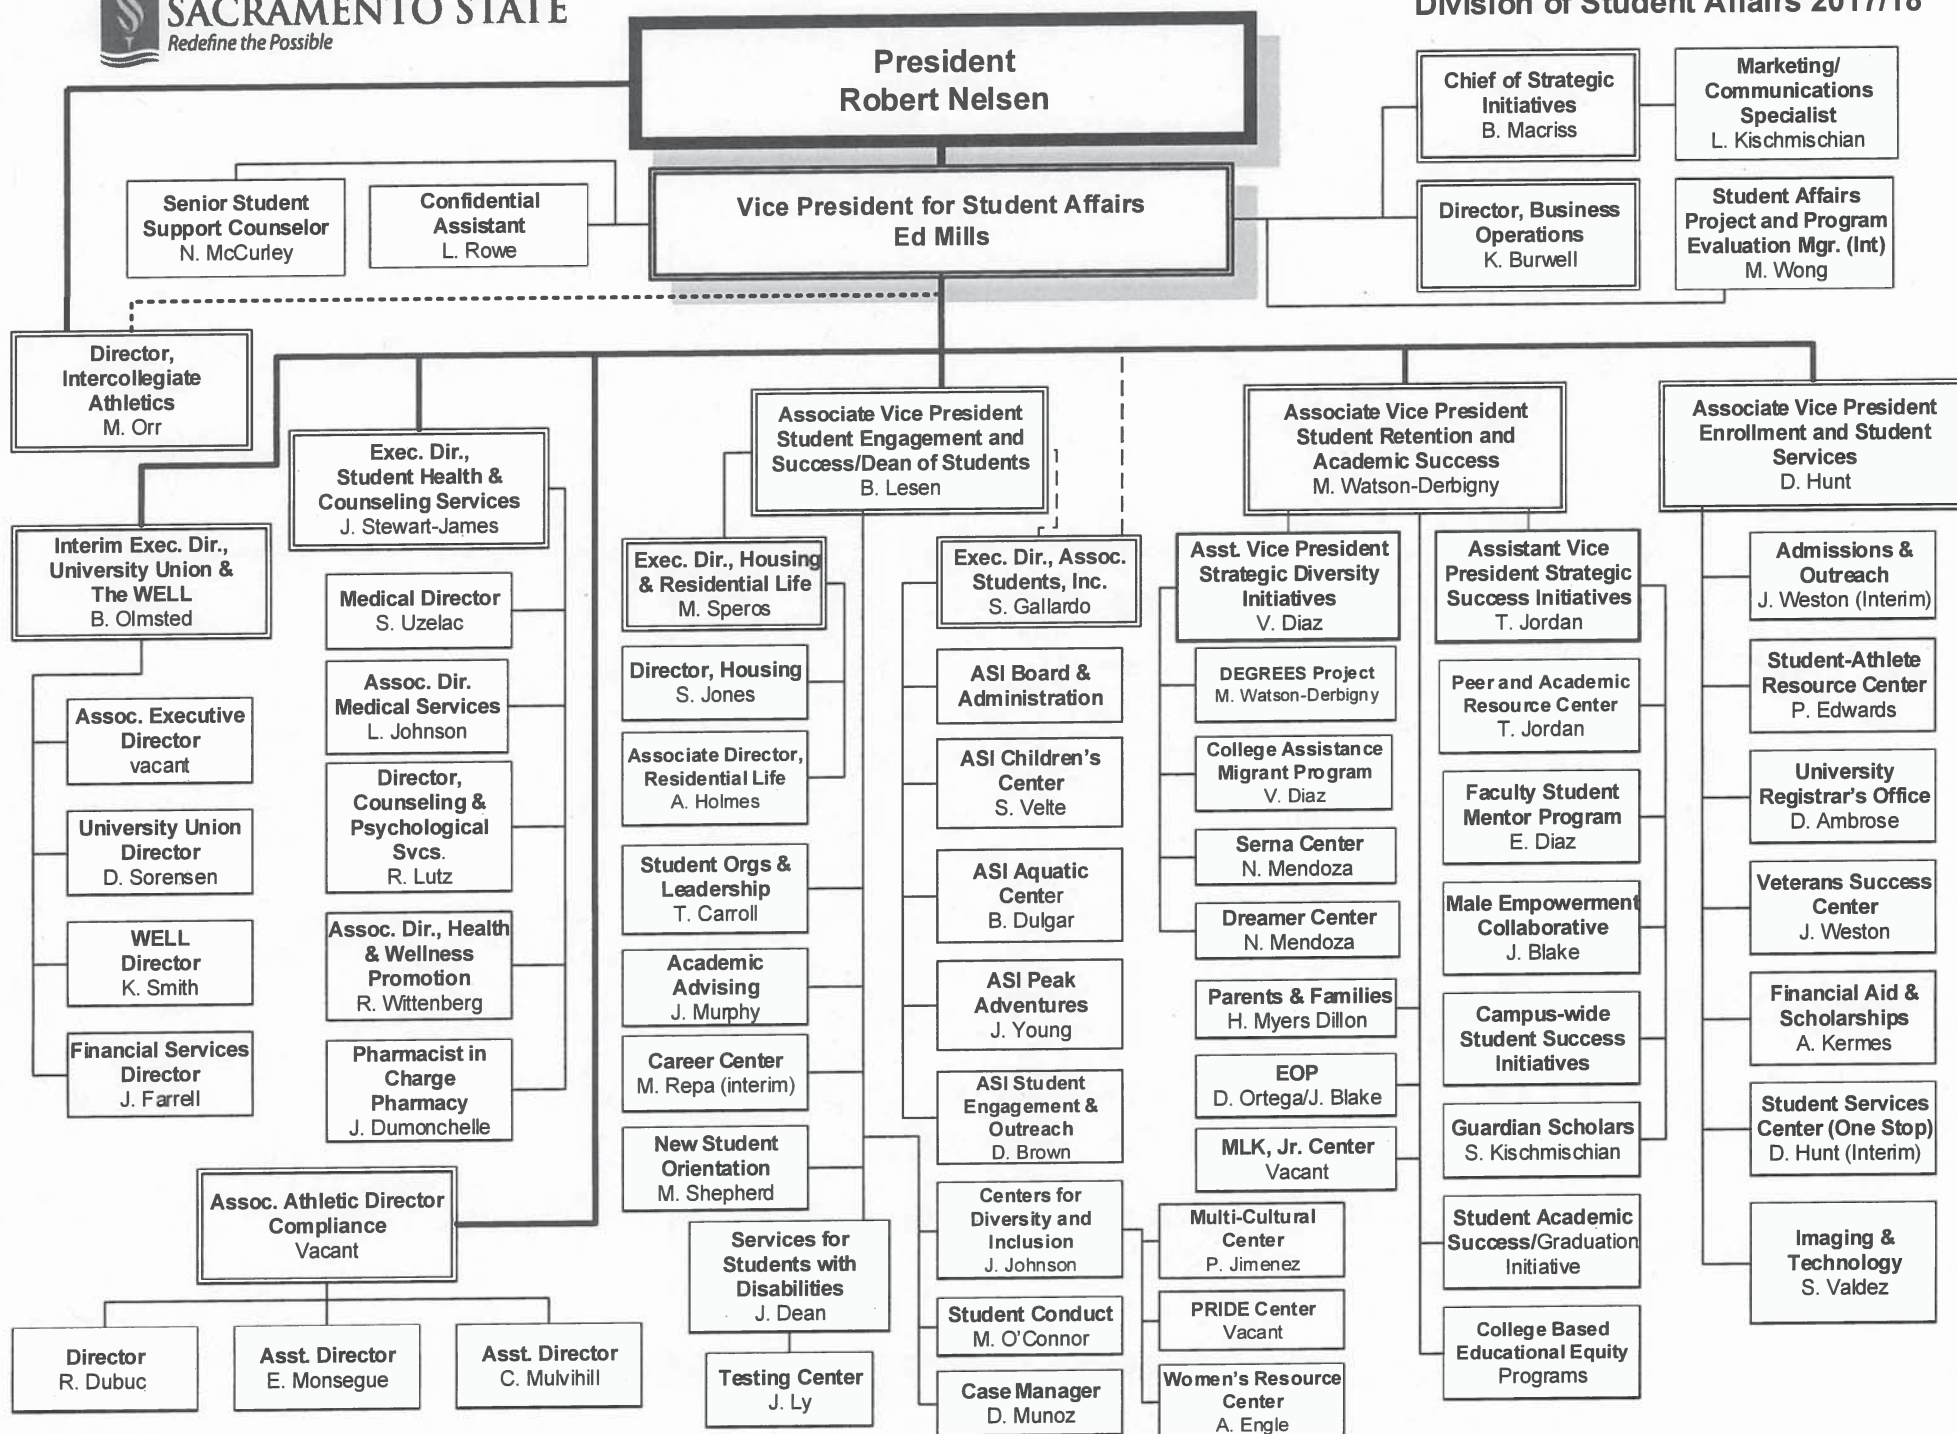 SACRAMENTO STATE
Redefine the Possible
Division of Student Affairs 2017/18
President
Robert Nelsen
Vice President for Student Affairs
Ed Mills
Senior Student
Support Counselor
N. McCurley
Confidential
Assistant
L. Rowe
Chief of Strategic
Initiatives
B. Macriss
Marketing/
Communications
Specialist
L. Kischmischian
Director, Business
Operations
K. Burwell
Student Affairs
Project and Program
Evaluation Mgr. (Int)
M. Wong
Director,
Intercollegiate
Athletics
M. Orr
Interim Exec. Dir.,
University Union &
The WELL
B. Olmsted
Assoc. Executive
Director
vacant
University Union
Director
D. Sorensen
WELL
Director
K. Smith
Financial Services
Director
J. Farrell
Exec. Dir.,
Student Health &
Counseling Services
J. Stewart-James
Medical Director
S. Uzelac
Assoc. Dir.
Medical Services
L. Johnson
Director,
Counseling &
Psychological
Svcs.
R. Lutz
Assoc. Dir., Health
& Wellness
Promotion
R. Wittenberg
Pharmacist in
Charge
Pharmacy
J. Dumonchelle
Assoc. Athletic Director
Compliance
Vacant
Director
R. Dubuc
Asst. Director
E. Monsegue
Asst. Director
C. Mulvihill
Associate Vice President
Student Engagement and
Success/Dean of Students
B. Lesen
Exec. Dir., Housing
& Residential Life
M. Speros
Director, Housing
S. Jones
Associate Director,
Residential Life
A. Holmes
Student Orgs &
Leadership
T. Carroll
Academic
Advising
J. Murphy
Career Center
M. Repa (interim)
New Student
Orientation
M. Shepherd
Services for
Students with
Disabilities
J. Dean
Testing Center
J. Ly
Exec. Dir., Assoc.
Students, Inc.
S. Gallardo
ASI Board &
Administration
ASI Children's
Center
S. Velte
ASI Aquatic
Center
B. Dulgar
ASI Peak
Adventures
J. Young
ASI Student
Engagement &
Outreach
D. Brown
Centers for
Diversity and
Inclusion
J. Johnson
Student Conduct
M. O'Connor
Case Manager
D. Munoz
Multi-Cultural
Center
P. Jimenez
PRIDE Center
Vacant
Women's Resource
Center
A. Engle
Associate Vice President
Student Retention and
Academic Success
M. Watson-Derbigny
Asst. Vice President
Strategic Diversity
Initiatives
V. Diaz
DEGREES Project
M. Watson-Derbigny
College Assistance
Migrant Program
V. Diaz
Serna Center
N. Mendoza
Dreamer Center
N. Mendoza
Parents & Families
H. Myers Dillon
EOP
D. Ortega/J. Blake
MLK, Jr. Center
Vacant
Assistant Vice
President Strategic
Success Initiatives
T. Jordan
Peer and Academic
Resource Center
T. Jordan
Faculty Student
Mentor Program
E. Diaz
Male Empowerment
Collaborative
J. Blake
Campus-wide
Student Success
Initiatives
Guardian Scholars
S. Kischmischian
Student Academic
Success/Graduation
Initiative
College Based
Educational Equity
Programs
Associate Vice President
Enrollment and Student
Services
D. Hunt
Admissions &
Outreach
J. Weston (Interim)
Student-Athlete
Resource Center
P. Edwards
University
Registrar's Office
D. Ambrose
Veterans Success
Center
J. Weston
Financial Aid &
Scholarships
A. Kermes
Student Services
Center (One Stop)
D. Hunt (Interim)
Imaging &
Technology
S. Valdez